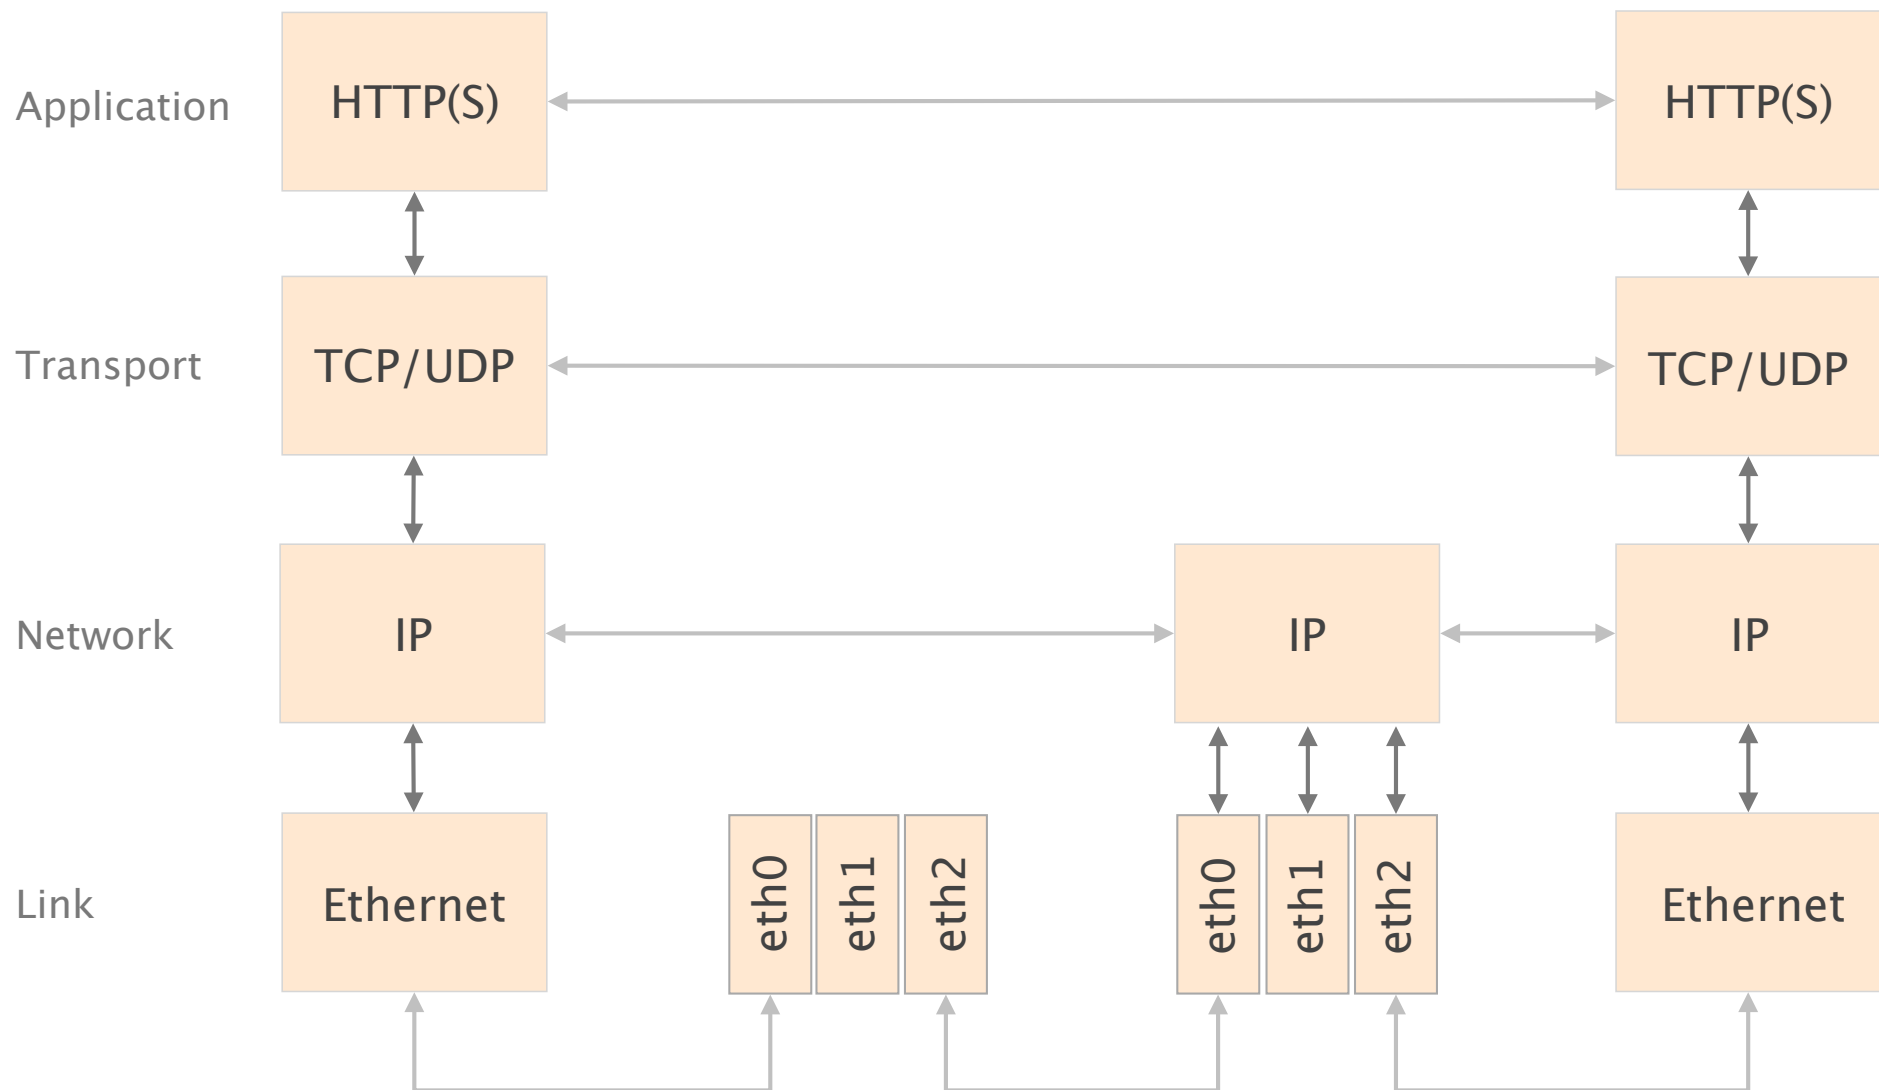 Application
HTTP(S)
HTTP(S)
Transport
TCP/UDP
TCP/UDP
Network
IP
IP
IP
Link
Ethernet
eth0
eth1
eth2
eth0
eth1
eth2
Ethernet